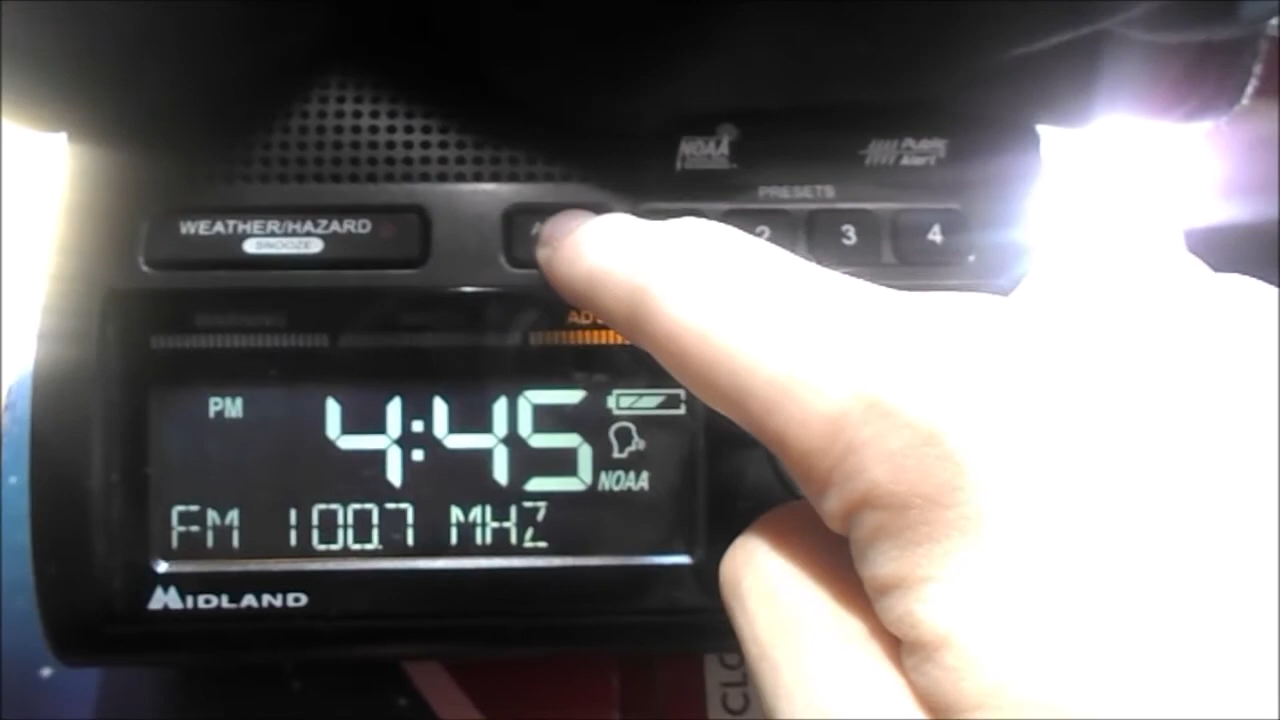 NOAA
Public Alert
PRESETS
WEATHER/HAZARD
SNOOZE
2
3
4
PM
4:45
NOAA
FM 100.7 MHZ
MIDLAND